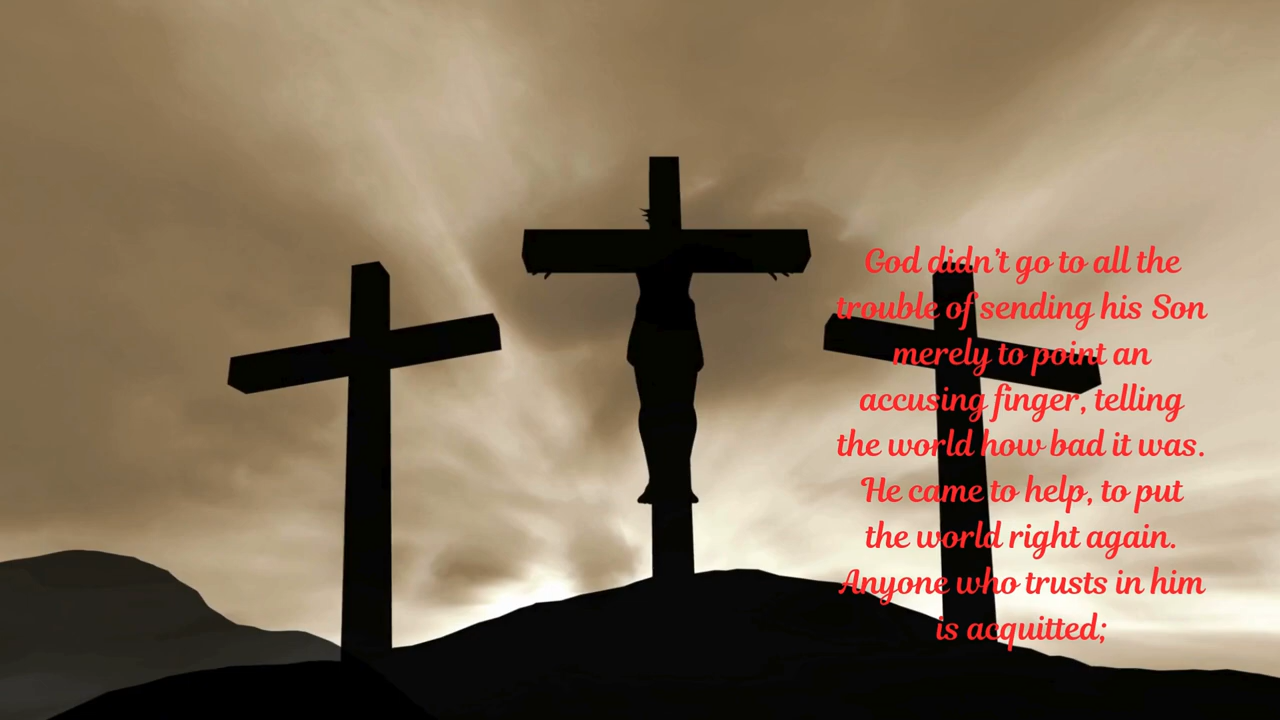 God didn't go to all the
trouble of sending his Son
merely to point an
accusing finger, telling
the world how bad it was.
He came to help, to put
the world right again.
Anyone who trusts in him
is acquitted;